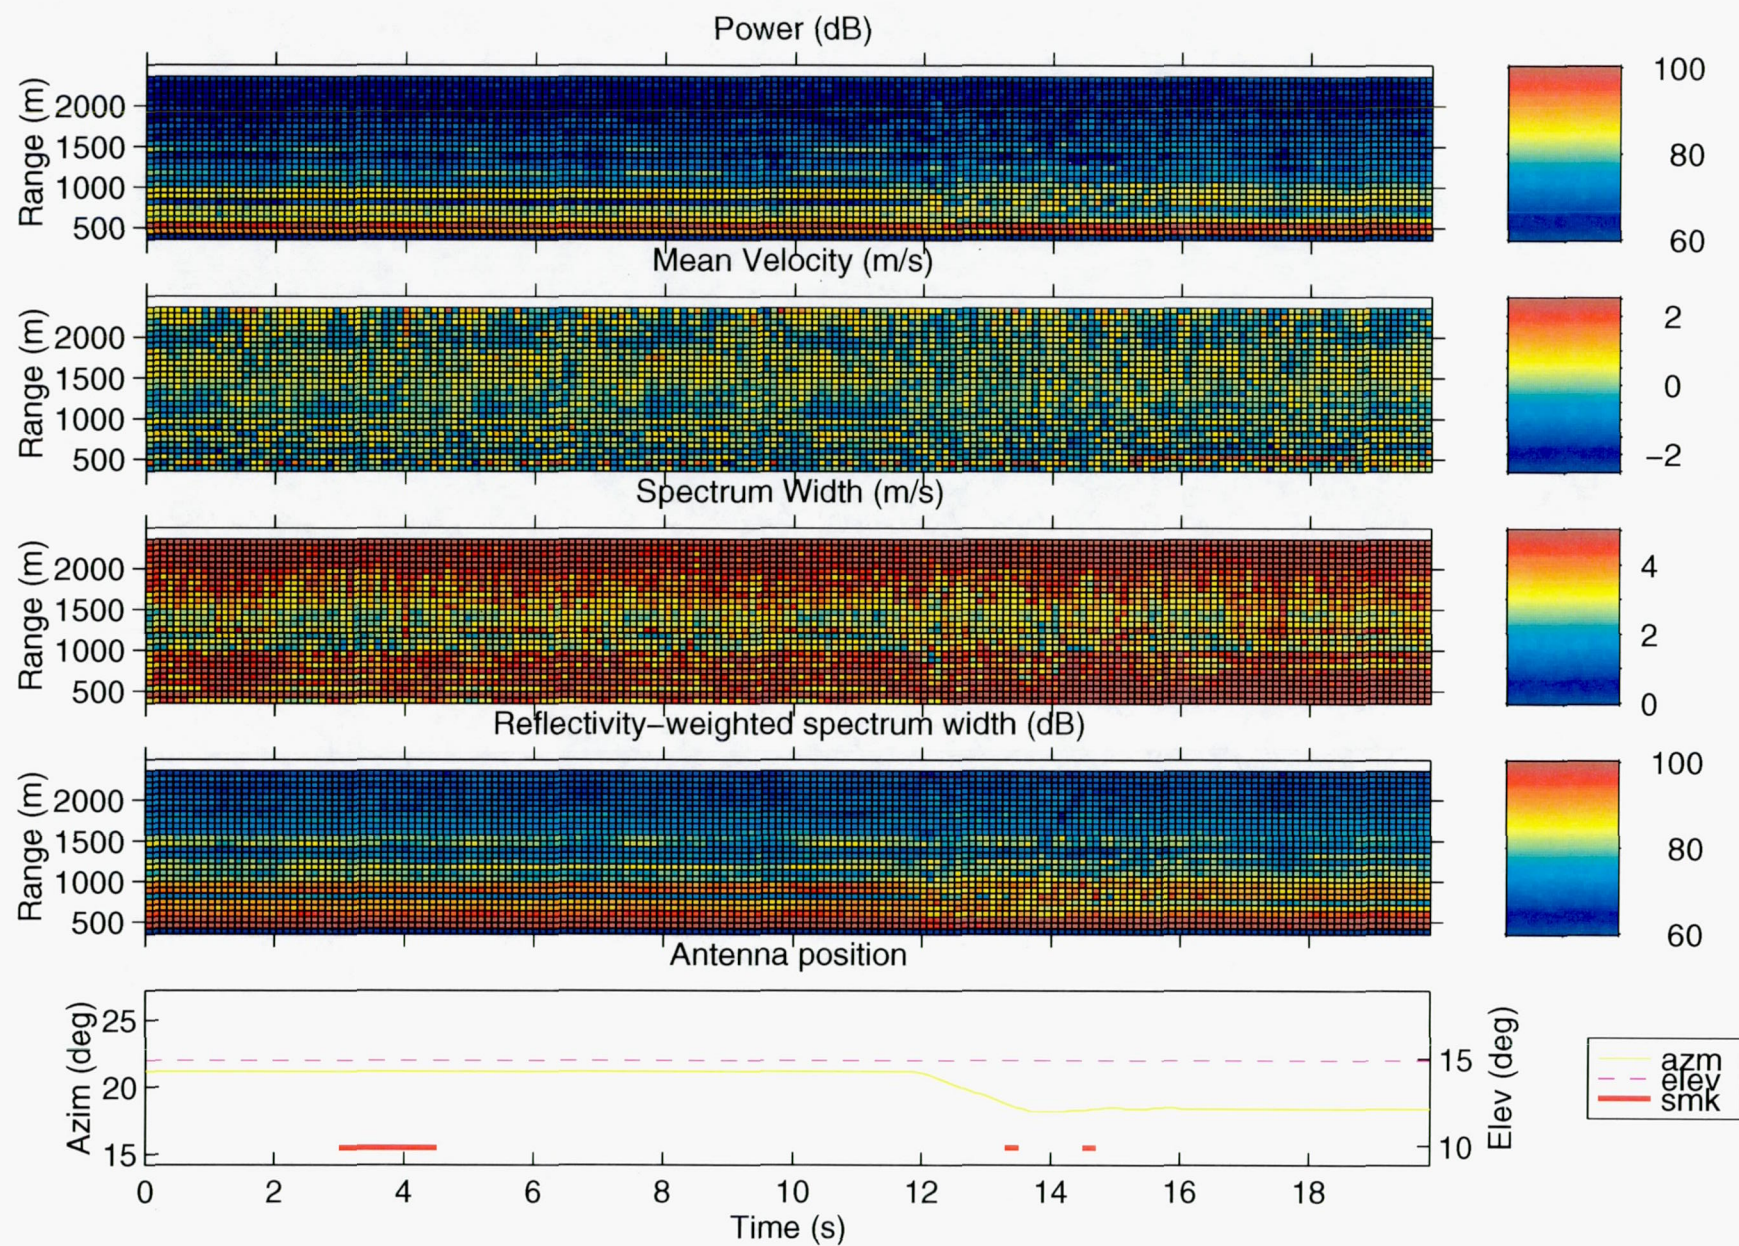 Power (dB)
Range (m)
2000
1500
1000
500
100
80
60
Mean Velocity (m/s)
Range (m)
2000
1500
1000
500
2
0
−2
Spectrum Width (m/s)
Range (m)
2000
1500
1000
500
4
2
0
Reflectivity−weighted spectrum width (dB)
Range (m)
2000
1500
1000
500
100
80
60
Antenna position
Azim (deg)
25
20
15
15
10
Elev (deg)
azm
elev
smk
0 2 4 6 8 10 12 14 16 18
Time (s)